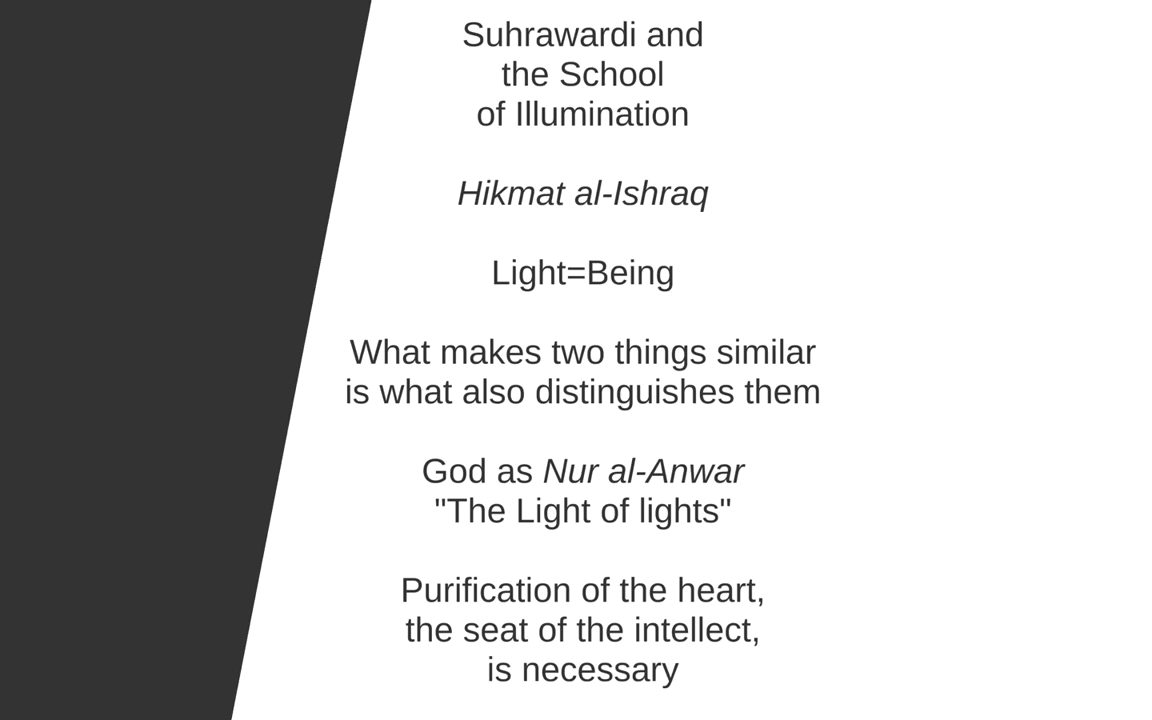 Suhrawardi and
the School
of Illumination
Hikmat al-Ishraq
Light=Being
What makes two things similar
is what also distinguishes them
God as Nur al-Anwar
"The Light of lights"
Purification of the heart,
the seat of the intellect,
is necessary